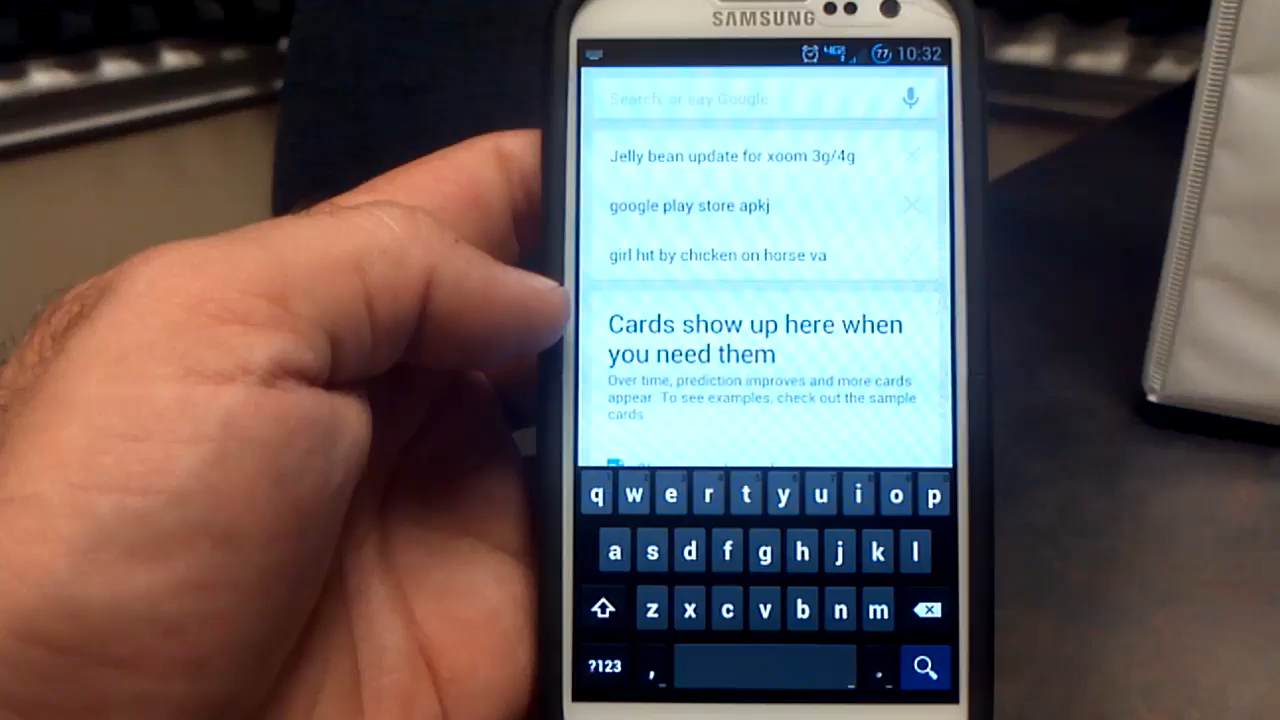 SAMSUNG
4G 77 10:32
Search, or say Google
Jelly bean update for xoom 3g/4g
google play store apkj
girl hit by chicken on horse va
Cards show up here when
you need them
Over time, prediction improves and more cards
appear. To see examples, check out the sample
cards.
q w e r t y u i o p
a s d f g h j k l
z x c v b n m
?123 , .